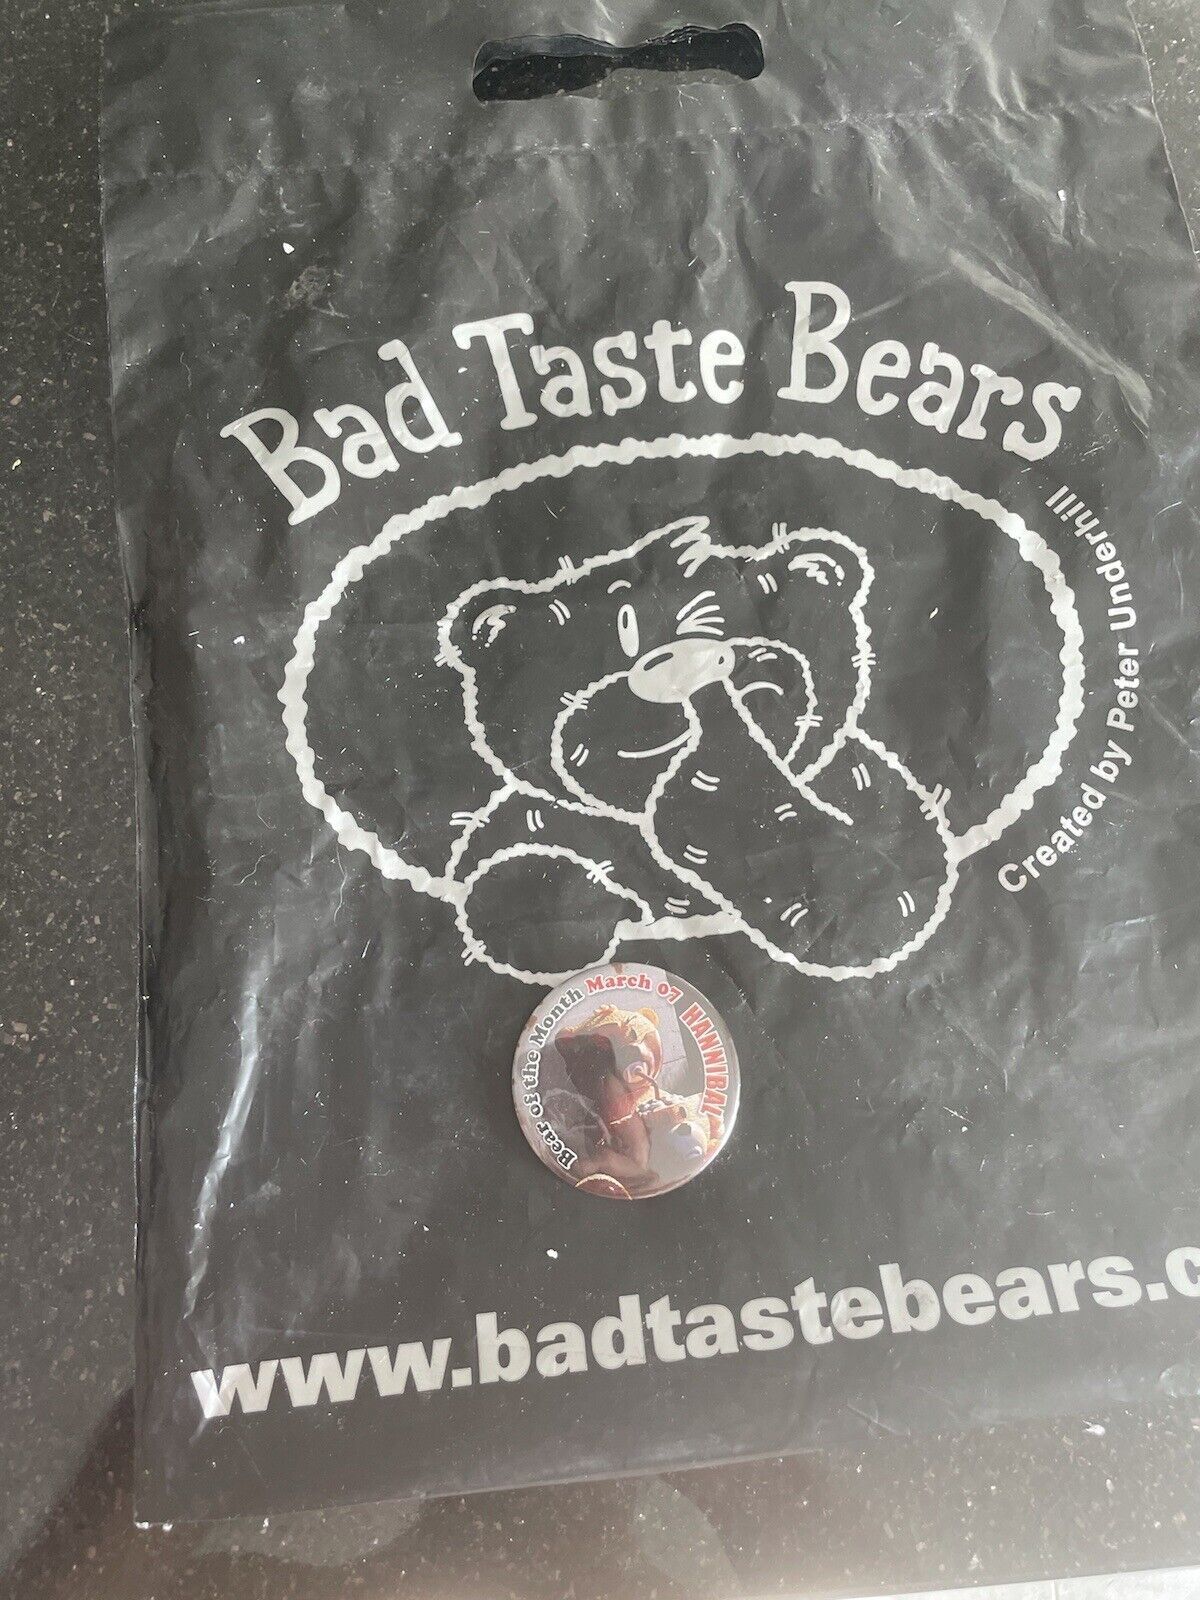 Bad Taste Bears
Created by Peter Underhill
Bear of the Month March 07 HANNIBAL
www.badtastebears.c